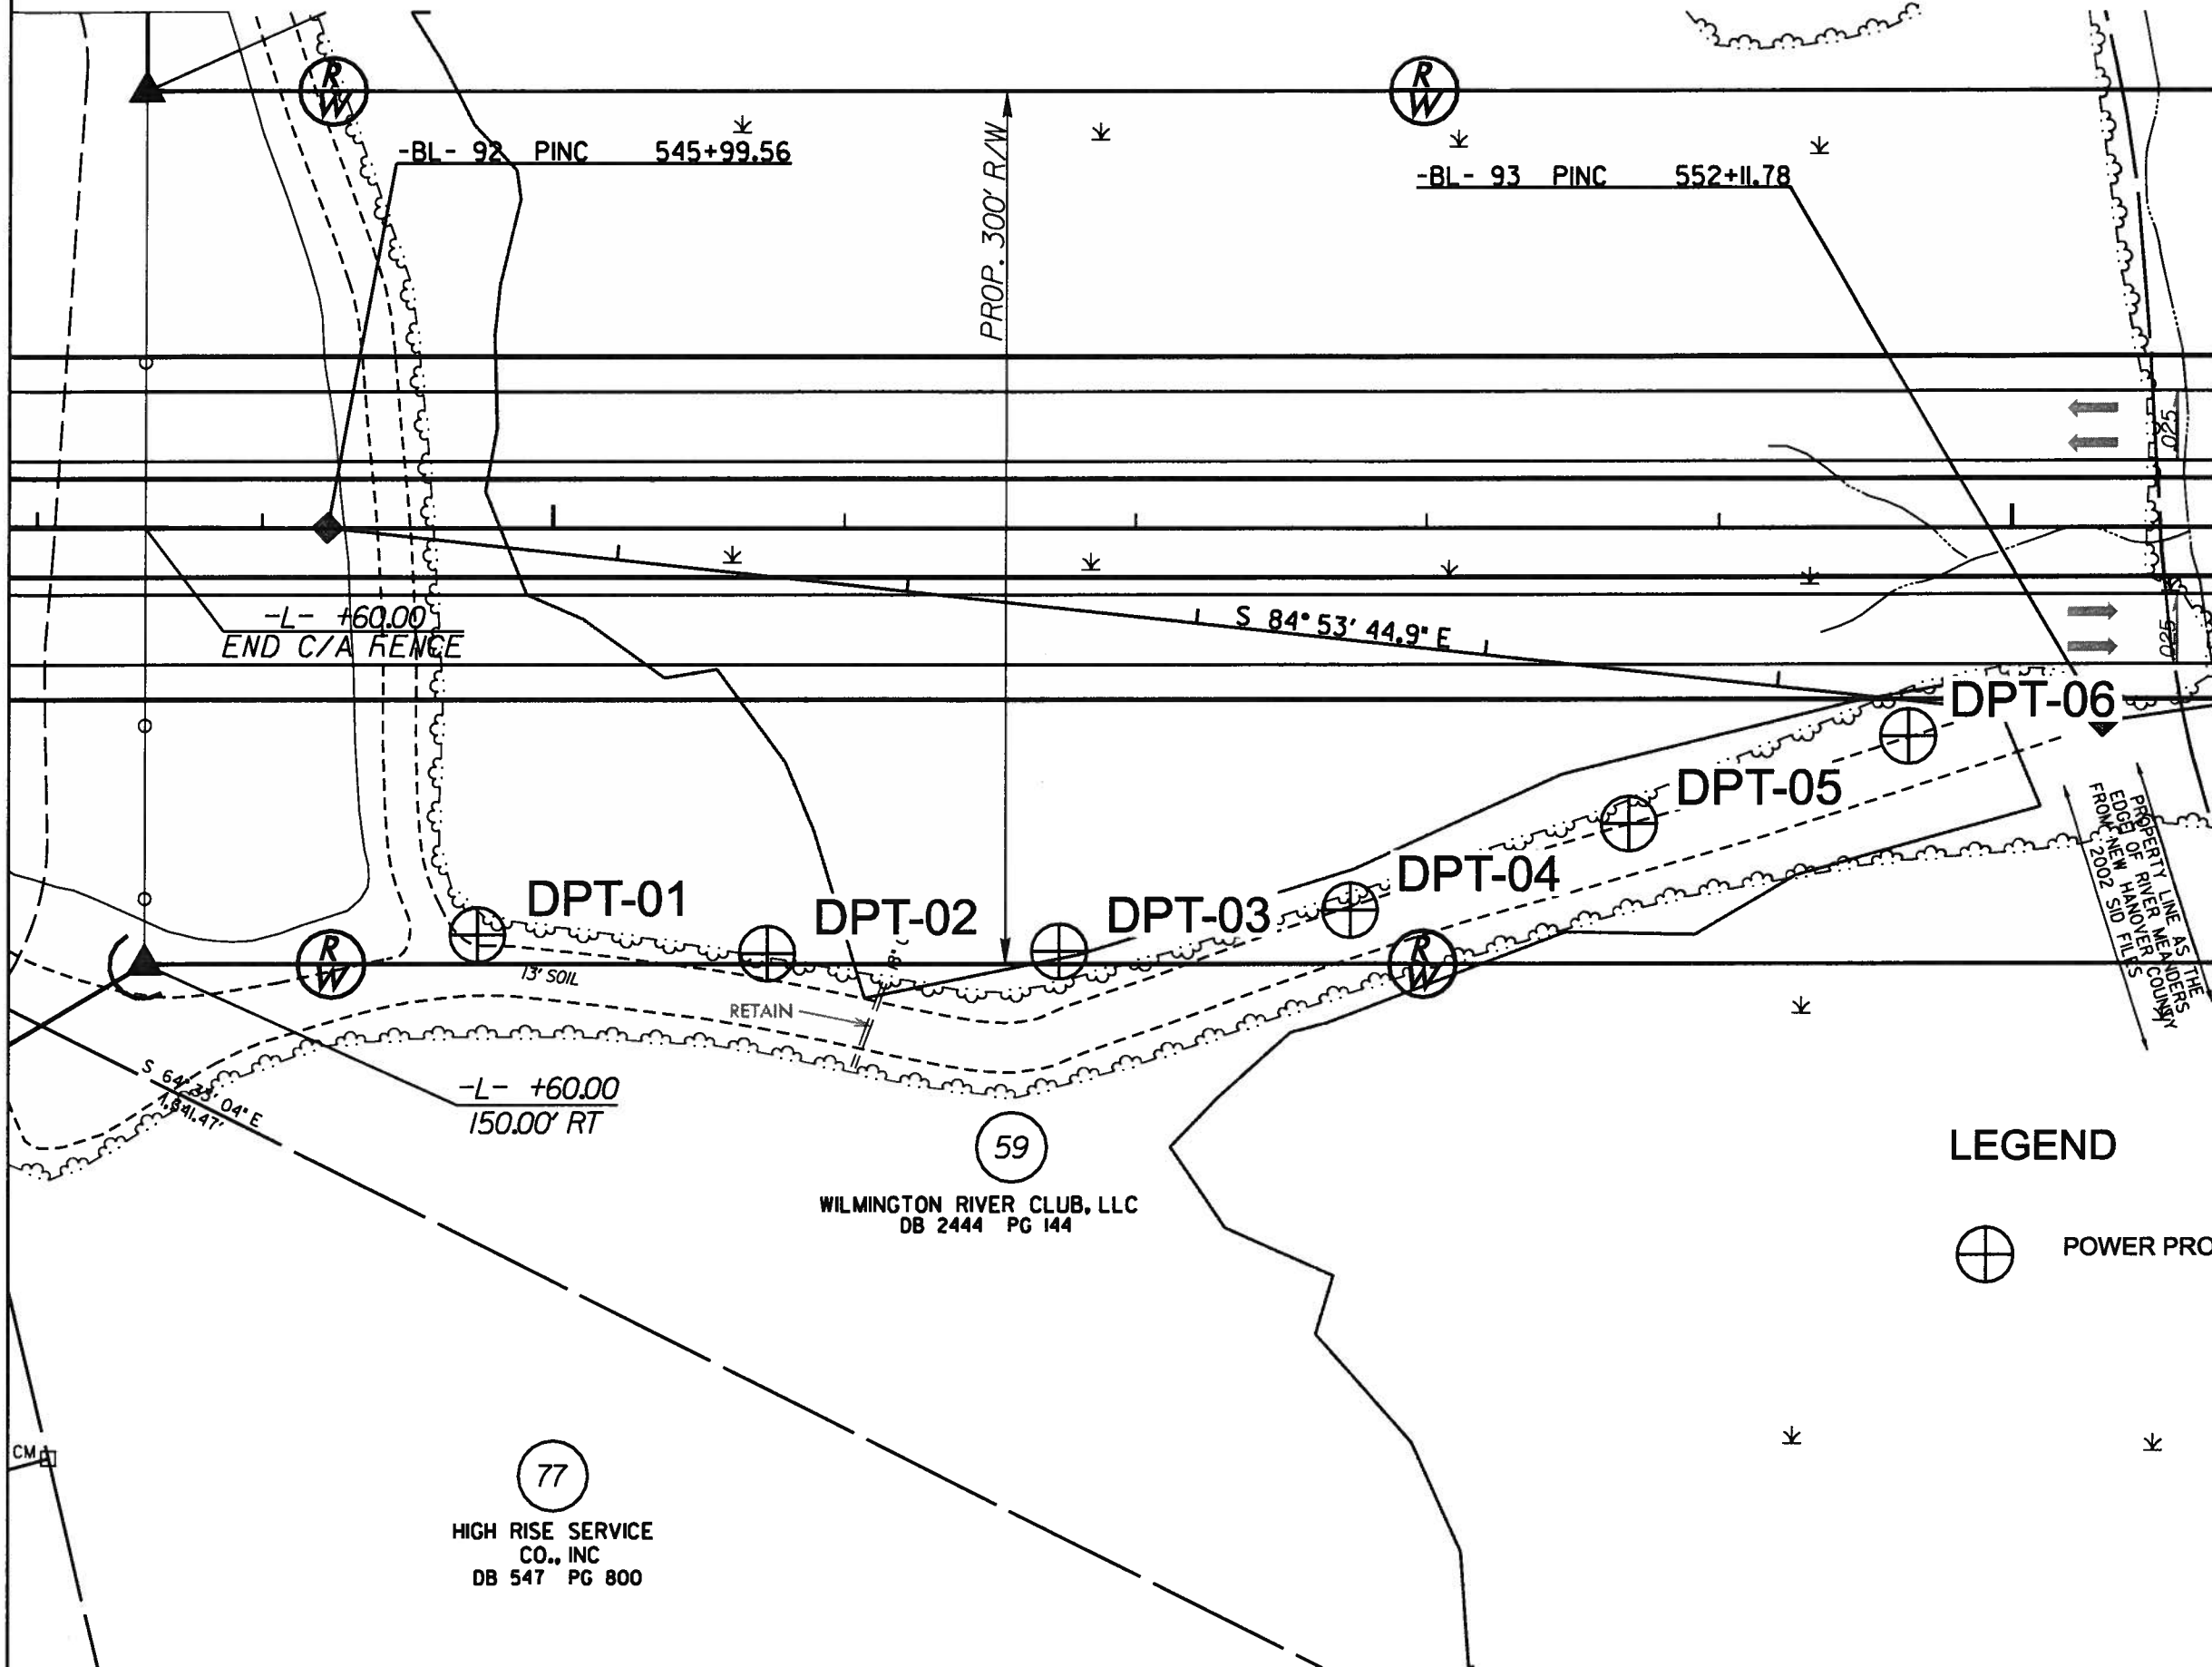 R
W
R
W
-BL- 92 PINC 545+99.56
-BL- 93 PINC 552+11.78
PROP. 300' R/W
.025
.025
-L- +60.00
END C/A FENCE
S 84° 53' 44.9" E
DPT-06
DPT-05
DPT-04
DPT-01
DPT-02
DPT-03
R
W
R
W
13' SOIL
RETAIN
PROPERTY LINE AS THE
EDGE OF RIVER MEANDERS
FROM NEW HANOVER COUNTY
2002 SID FILES
S 64° 33' 04" E
-L- +60.00
150.00' RT
59
WILMINGTON RIVER CLUB, LLC
DB 2444 PG 144
LEGEND
POWER PRO
CM
77
HIGH RISE SERVICE
CO., INC
DB 547 PG 800